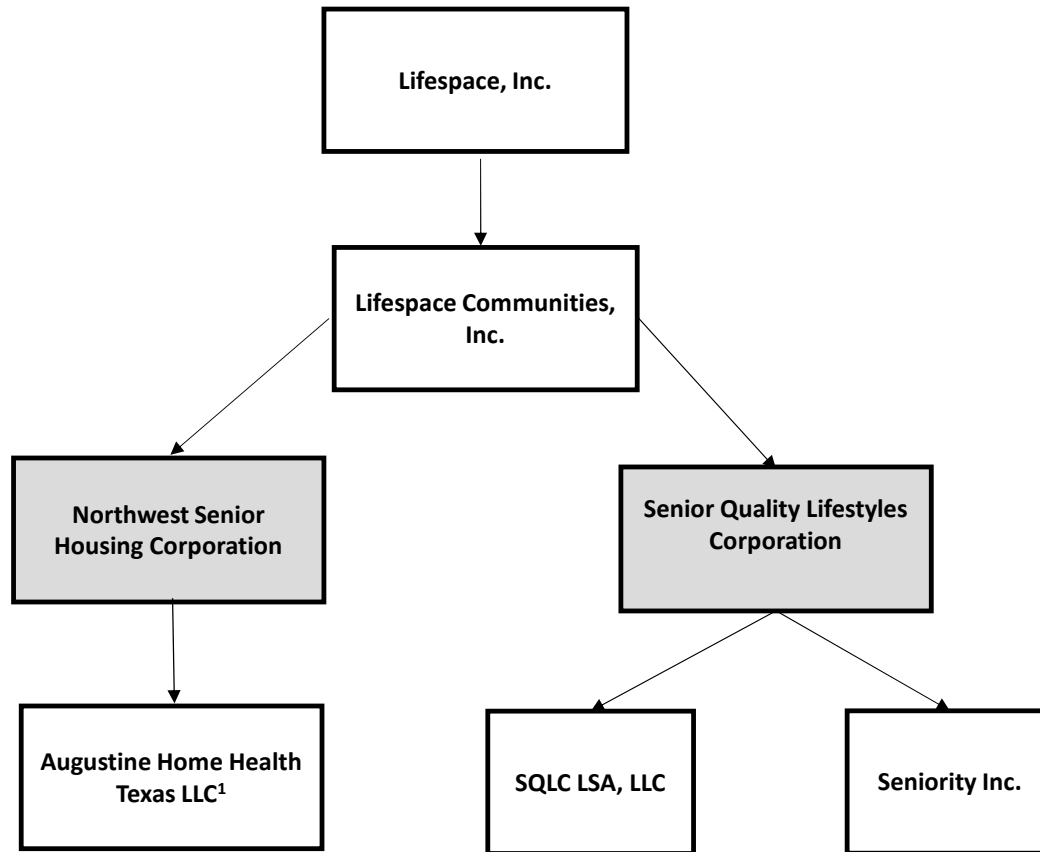 Lifespace, Inc.
Lifespace Communities,
Inc.
Northwest Senior
Housing Corporation
Senior Quality Lifestyles
Corporation
Augustine Home Health
Texas LLC¹
SQLC LSA, LLC
Seniority Inc.